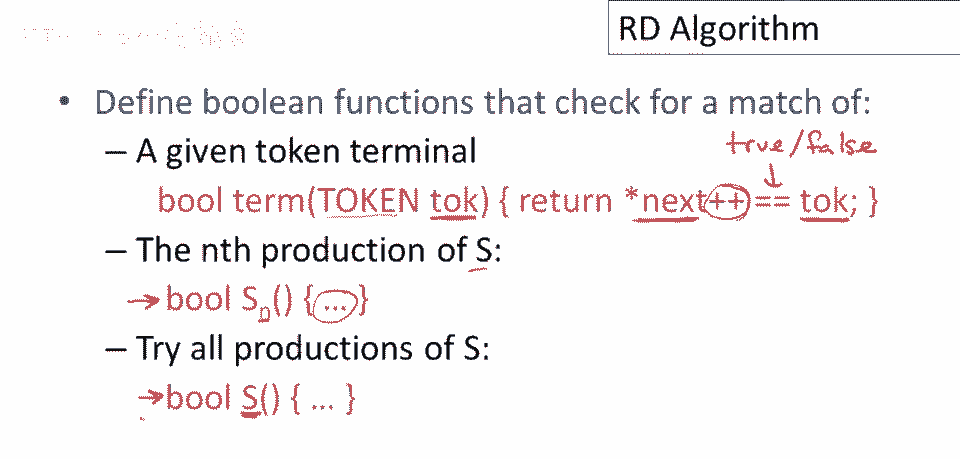 RD Algorithm
• Define boolean functions that check for a match of:
– A given token terminal
true/false
bool term(TOKEN tok) { return *next++ == tok; }
– The nth production of S:
→ bool Sn() { ... }
– Try all productions of S:
→ bool S() { ... }